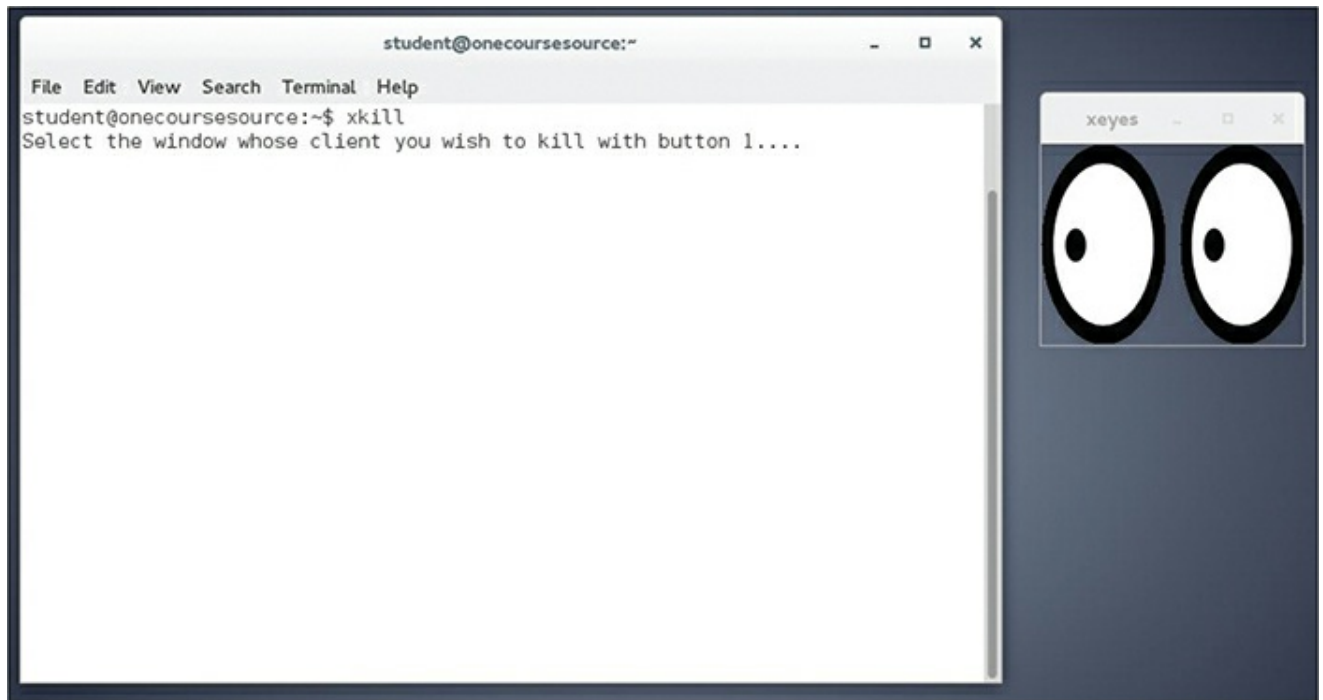 student@onecoursesource:~
File Edit View Search Terminal Help
student@onecoursesource:~$ xkill
Select the window whose client you wish to kill with button 1....
xeyes